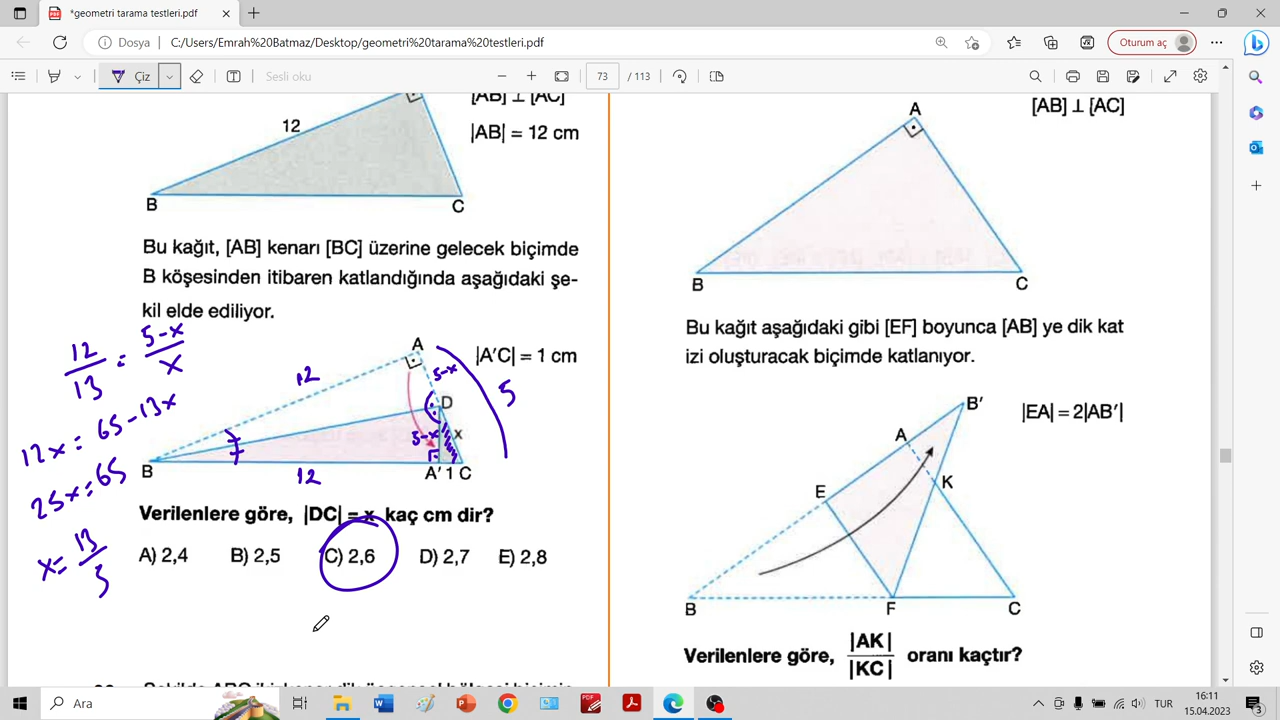 *geometri tarama testleri.pdf
Dosya
C:/Users/Emrah%20Batmaz/Desktop/geometri%20tarama%20testleri.pdf
Oturum aç
Çiz
Sesli oku
73 / 113
[AB] ⊥ [AC]
12
|AB| = 12 cm
B
C
Bu kağıt, [AB] kenarı [BC] üzerine gelecek biçimde
B köşesinden itibaren katlandığında aşağıdaki şe-
kil elde ediliyor.
12/13 = 5-x/x
12x = 65-13x
25x = 65
A
|A'C| = 1 cm
12
5-x
5
D
5-x
x
B
12
A' 1 C
Verilenlere göre, |DC| = x kaç cm dir?
A) 2,4 B) 2,5 C) 2,6 D) 2,7 E) 2,8
[AB] ⊥ [AC]
A
B
C
Bu kağıt aşağıdaki gibi [EF] boyunca [AB] ye dik kat
izi oluşturacak biçimde katlanıyor.
B'
|EA| = 2|AB'|
A
K
E
B
F
C
Verilenlere göre, |AK|/|KC| oranı kaçtır?
Ara
TUR
16:11
15.04.2023
3